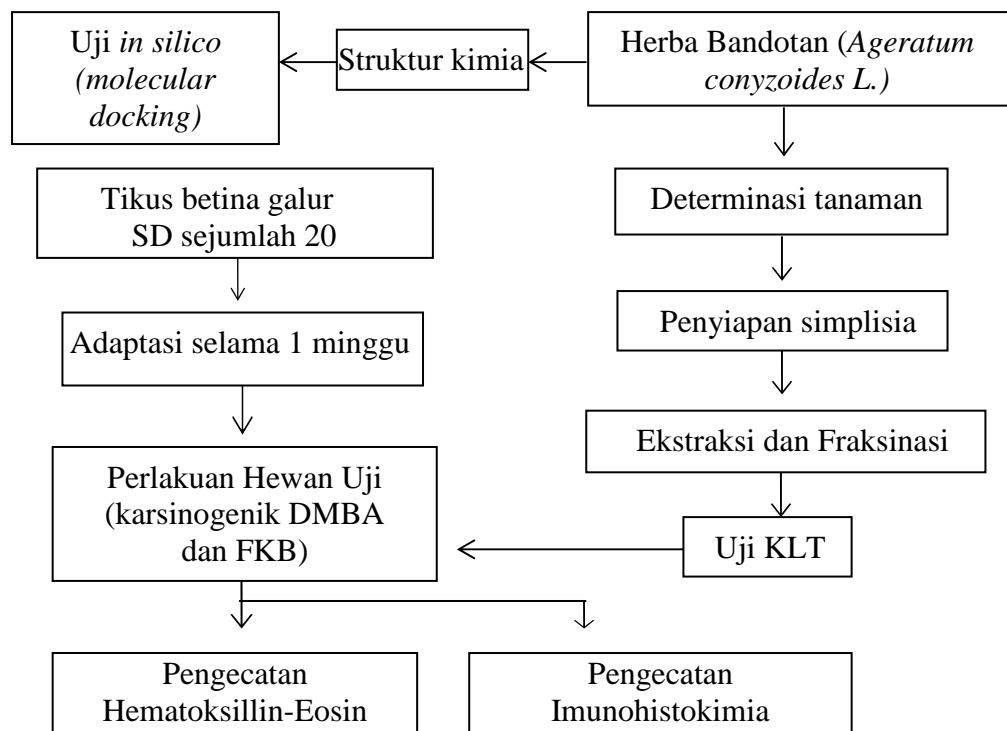 Uji in silico
(molecular
docking)
Struktur kimia
Herba Bandotan (Ageratum
conyzoides L.)
Tikus betina galur
SD sejumlah 20
Determinasi tanaman
Adaptasi selama 1 minggu
Penyiapan simplisia
Perlakuan Hewan Uji
(karsinogenik DMBA
dan FKB)
Ekstraksi dan Fraksinasi
Uji KLT
Pengecatan
Hematoksillin-Eosin
Pengecatan
Imunohistokimia